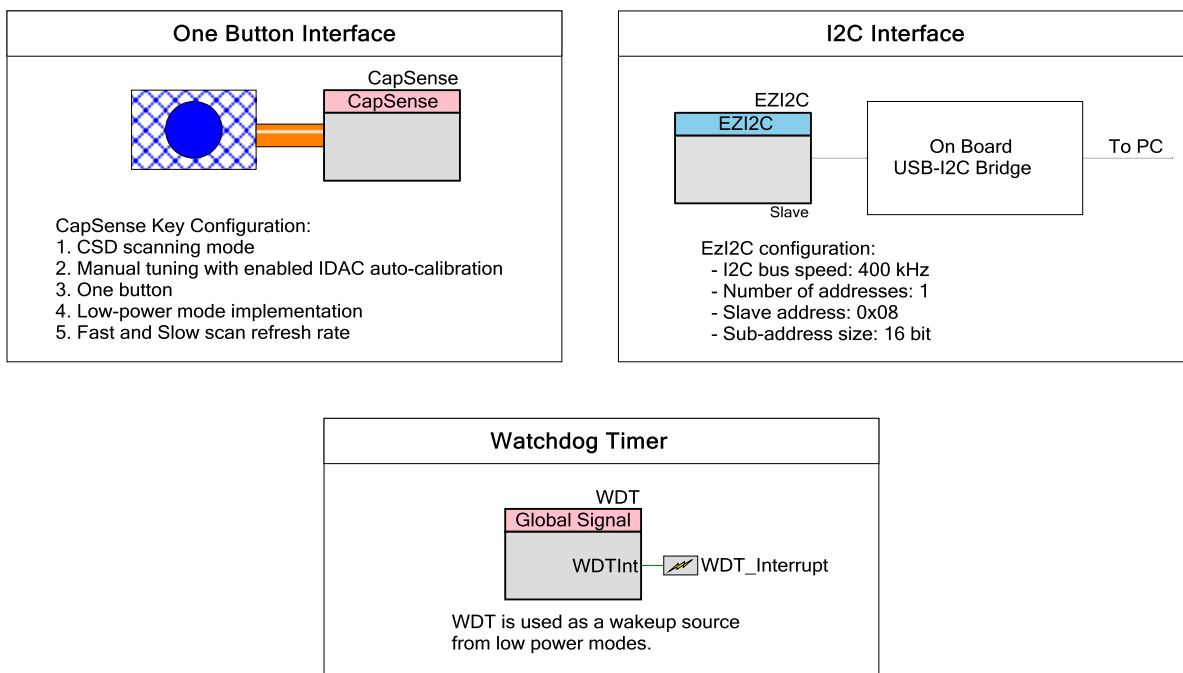 One Button Interface
CapSense
CapSense
CapSense Key Configuration:
1. CSD scanning mode
2. Manual tuning with enabled IDAC auto-calibration
3. One button
4. Low-power mode implementation
5. Fast and Slow scan refresh rate
I2C Interface
EZI2C
EZI2C
Slave
On Board
USB-I2C Bridge
To PC
EzI2C configuration:
- I2C bus speed: 400 kHz
- Number of addresses: 1
- Slave address: 0x08
- Sub-address size: 16 bit
Watchdog Timer
WDT
Global Signal
WDTInt
WDT_Interrupt
WDT is used as a wakeup source
from low power modes.